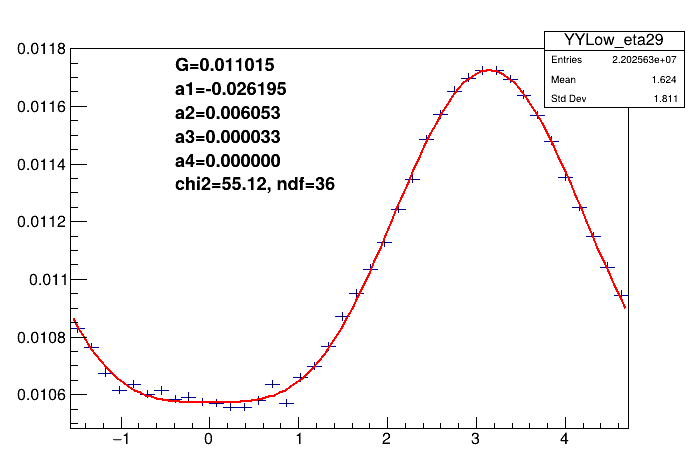 YYLow_eta29
Entries 2.202563e+07
Mean 1.624
Std Dev 1.811
G=0.011015
a1=-0.026195
a2=0.006053
a3=0.000033
a4=0.000000
chi2=55.12, ndf=36
0.0118
0.0116
0.0114
0.0112
0.011
0.0108
0.0106
−1 0 1 2 3 4